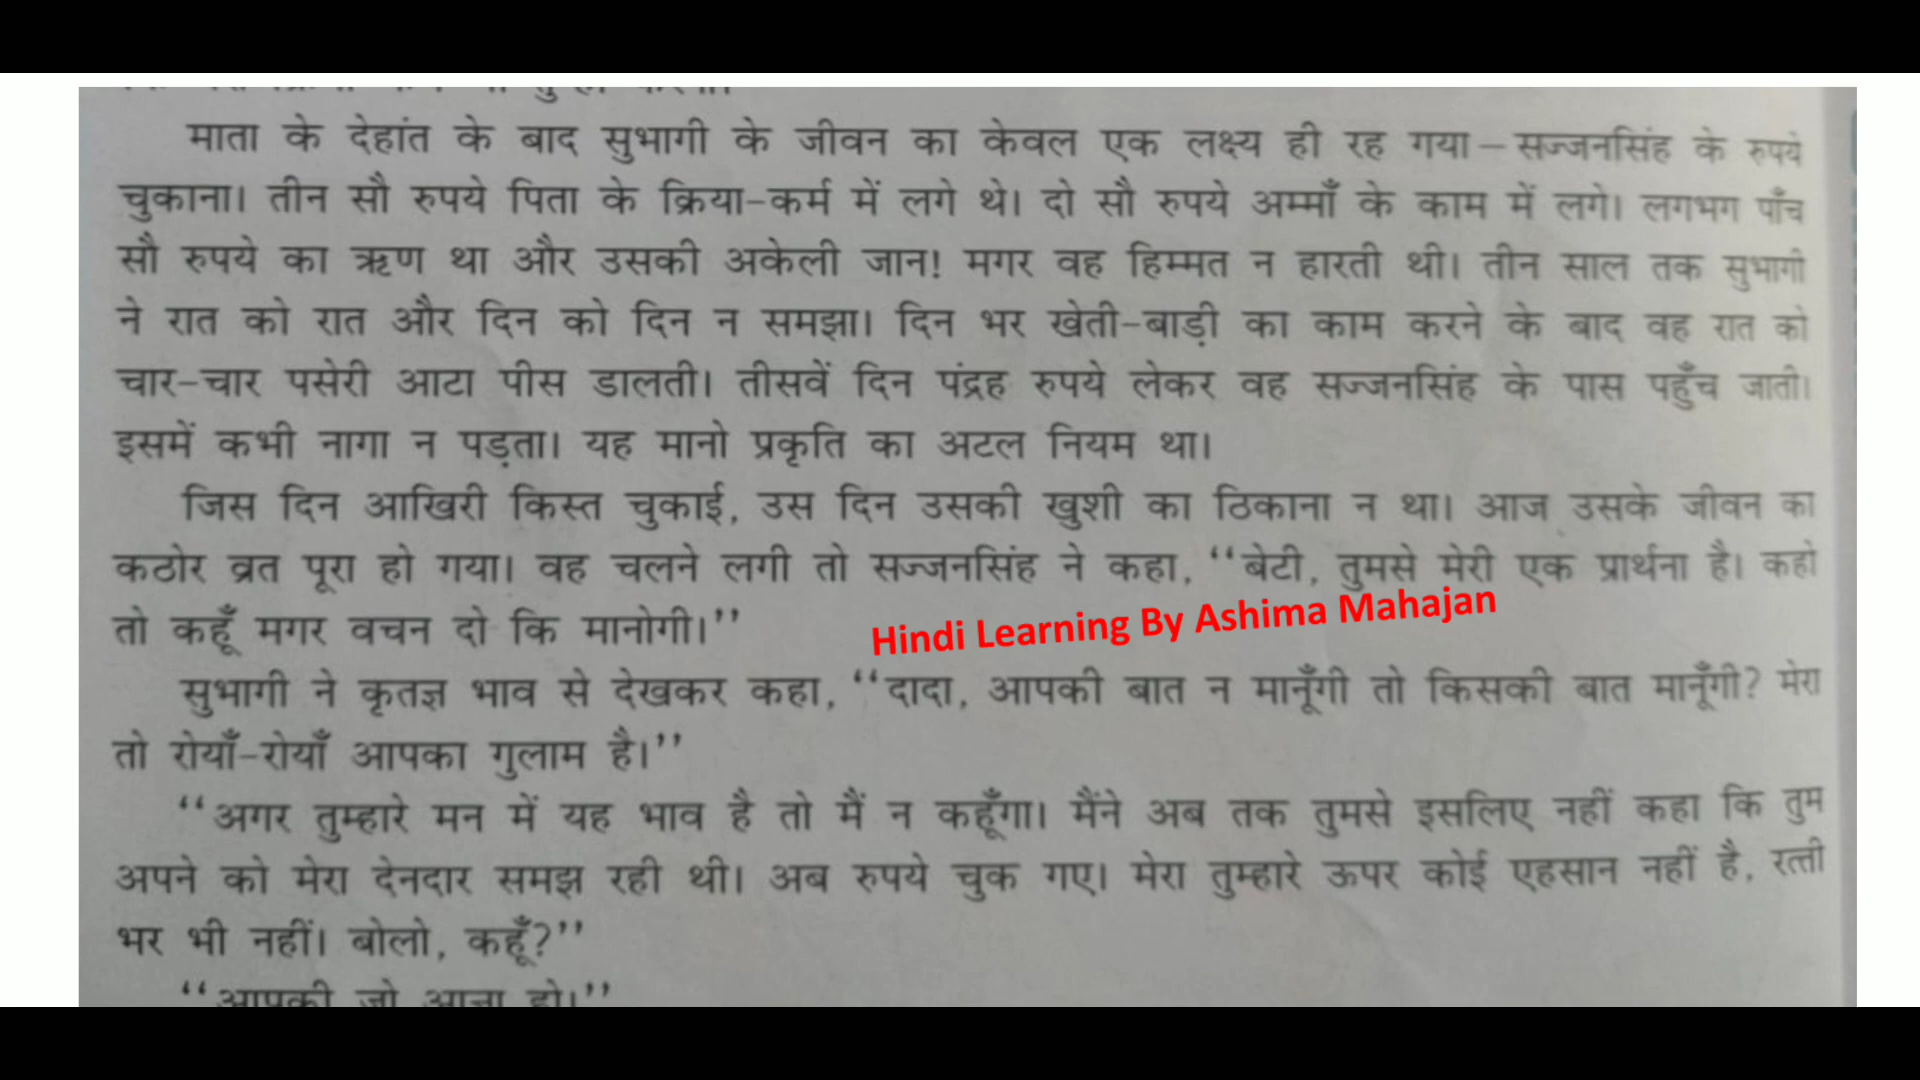 माता के देहांत के बाद सुभागी के जीवन का केवल एक लक्ष्य ही रह गया – सज्जनसिंह के रुपये
चुकाना। तीन सौ रुपये पिता के क्रिया-कर्म में लगे थे। दो सौ रुपये अम्माँ के काम में लगे। लगभग पाँच
सौ रुपये का ऋण था और उसकी अकेली जान! मगर वह हिम्मत न हारती थी। तीन साल तक सुभागी
ने रात को रात और दिन को दिन न समझा। दिन भर खेती-बाड़ी का काम करने के बाद वह रात को
चार-चार पसेरी आटा पीस डालती। तीसवें दिन पंद्रह रुपये लेकर वह सज्जनसिंह के पास पहुँच जाती।
इसमें कभी नागा न पड़ता। यह मानो प्रकृति का अटल नियम था।
जिस दिन आखिरी किस्त चुकाई, उस दिन उसकी खुशी का ठिकाना न था। आज उसके जीवन का
कठोर व्रत पूरा हो गया। वह चलने लगी तो सज्जनसिंह ने कहा, ‘‘बेटी, तुमसे मेरी एक प्रार्थना है। कहो
तो कहूँ मगर वचन दो कि मानोगी।’’
Hindi Learning By Ashima Mahajan
सुभागी ने कृतज्ञ भाव से देखकर कहा, ‘‘दादा, आपकी बात न मानूँगी तो किसकी बात मानूँगी? मेरा
तो रोयाँ-रोयाँ आपका गुलाम है।’’
‘‘अगर तुम्हारे मन में यह भाव है तो मैं न कहूँगा। मैंने अब तक तुमसे इसलिए नहीं कहा कि तुम
अपने को मेरा देनदार समझ रही थी। अब रुपये चुक गए। मेरा तुम्हारे ऊपर कोई एहसान नहीं है, रत्ती
भर भी नहीं। बोलो, कहूँ?’’
‘‘आपकी जो आज्ञा हो।’’